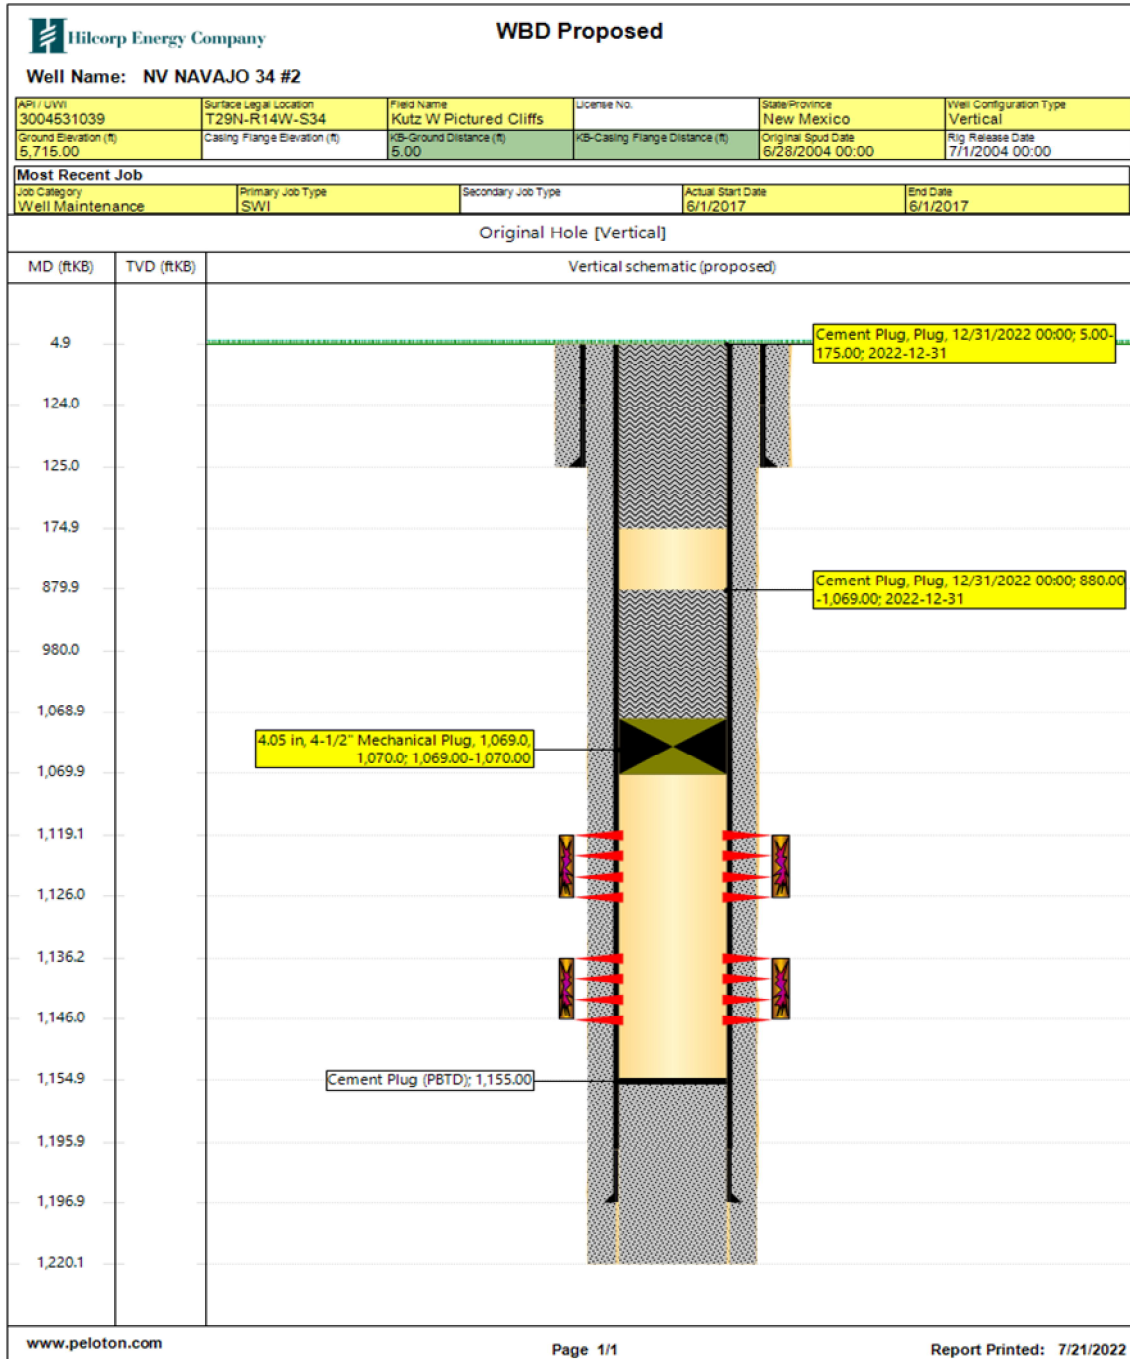 Hilcorp Energy Company
WBD Proposed
Well Name: NV NAVAJO 34 #2
API / UWI
3004531039
Surface Legal Location
T29N-R14W-S34
Field Name
Kutz W Pictured Cliffs
License No.
State/Province
New Mexico
Well Configuration Type
Vertical
Ground Elevation (ft)
5,715.00
Casing Flange Elevation (ft)
KB-Ground Distance (ft)
5.00
KB-Casing Flange Distance (ft)
Original Spud Date
6/28/2004 00:00
Rig Release Date
7/1/2004 00:00
Most Recent Job
Job Category
Well Maintenance
Primary Job Type
SWI
Secondary Job Type
Actual Start Date
6/1/2017
End Date
6/1/2017
Original Hole [Vertical]
MD (ftKB)
TVD (ftKB)
Vertical schematic (proposed)
4.9
Cement Plug, Plug, 12/31/2022 00:00; 5.00-
175.00; 2022-12-31
124.0
125.0
174.9
879.9
Cement Plug, Plug, 12/31/2022 00:00; 880.00
-1,069.00; 2022-12-31
980.0
1,068.9
4.05 in, 4-1/2" Mechanical Plug, 1,069.0,
1,070.0; 1,069.00-1,070.00
1,069.9
1,119.1
1,126.0
1,136.2
1,146.0
1,154.9
Cement Plug (PBTD); 1,155.00
1,195.9
1,196.9
1,220.1
www.peloton.com
Page 1/1
Report Printed: 7/21/2022